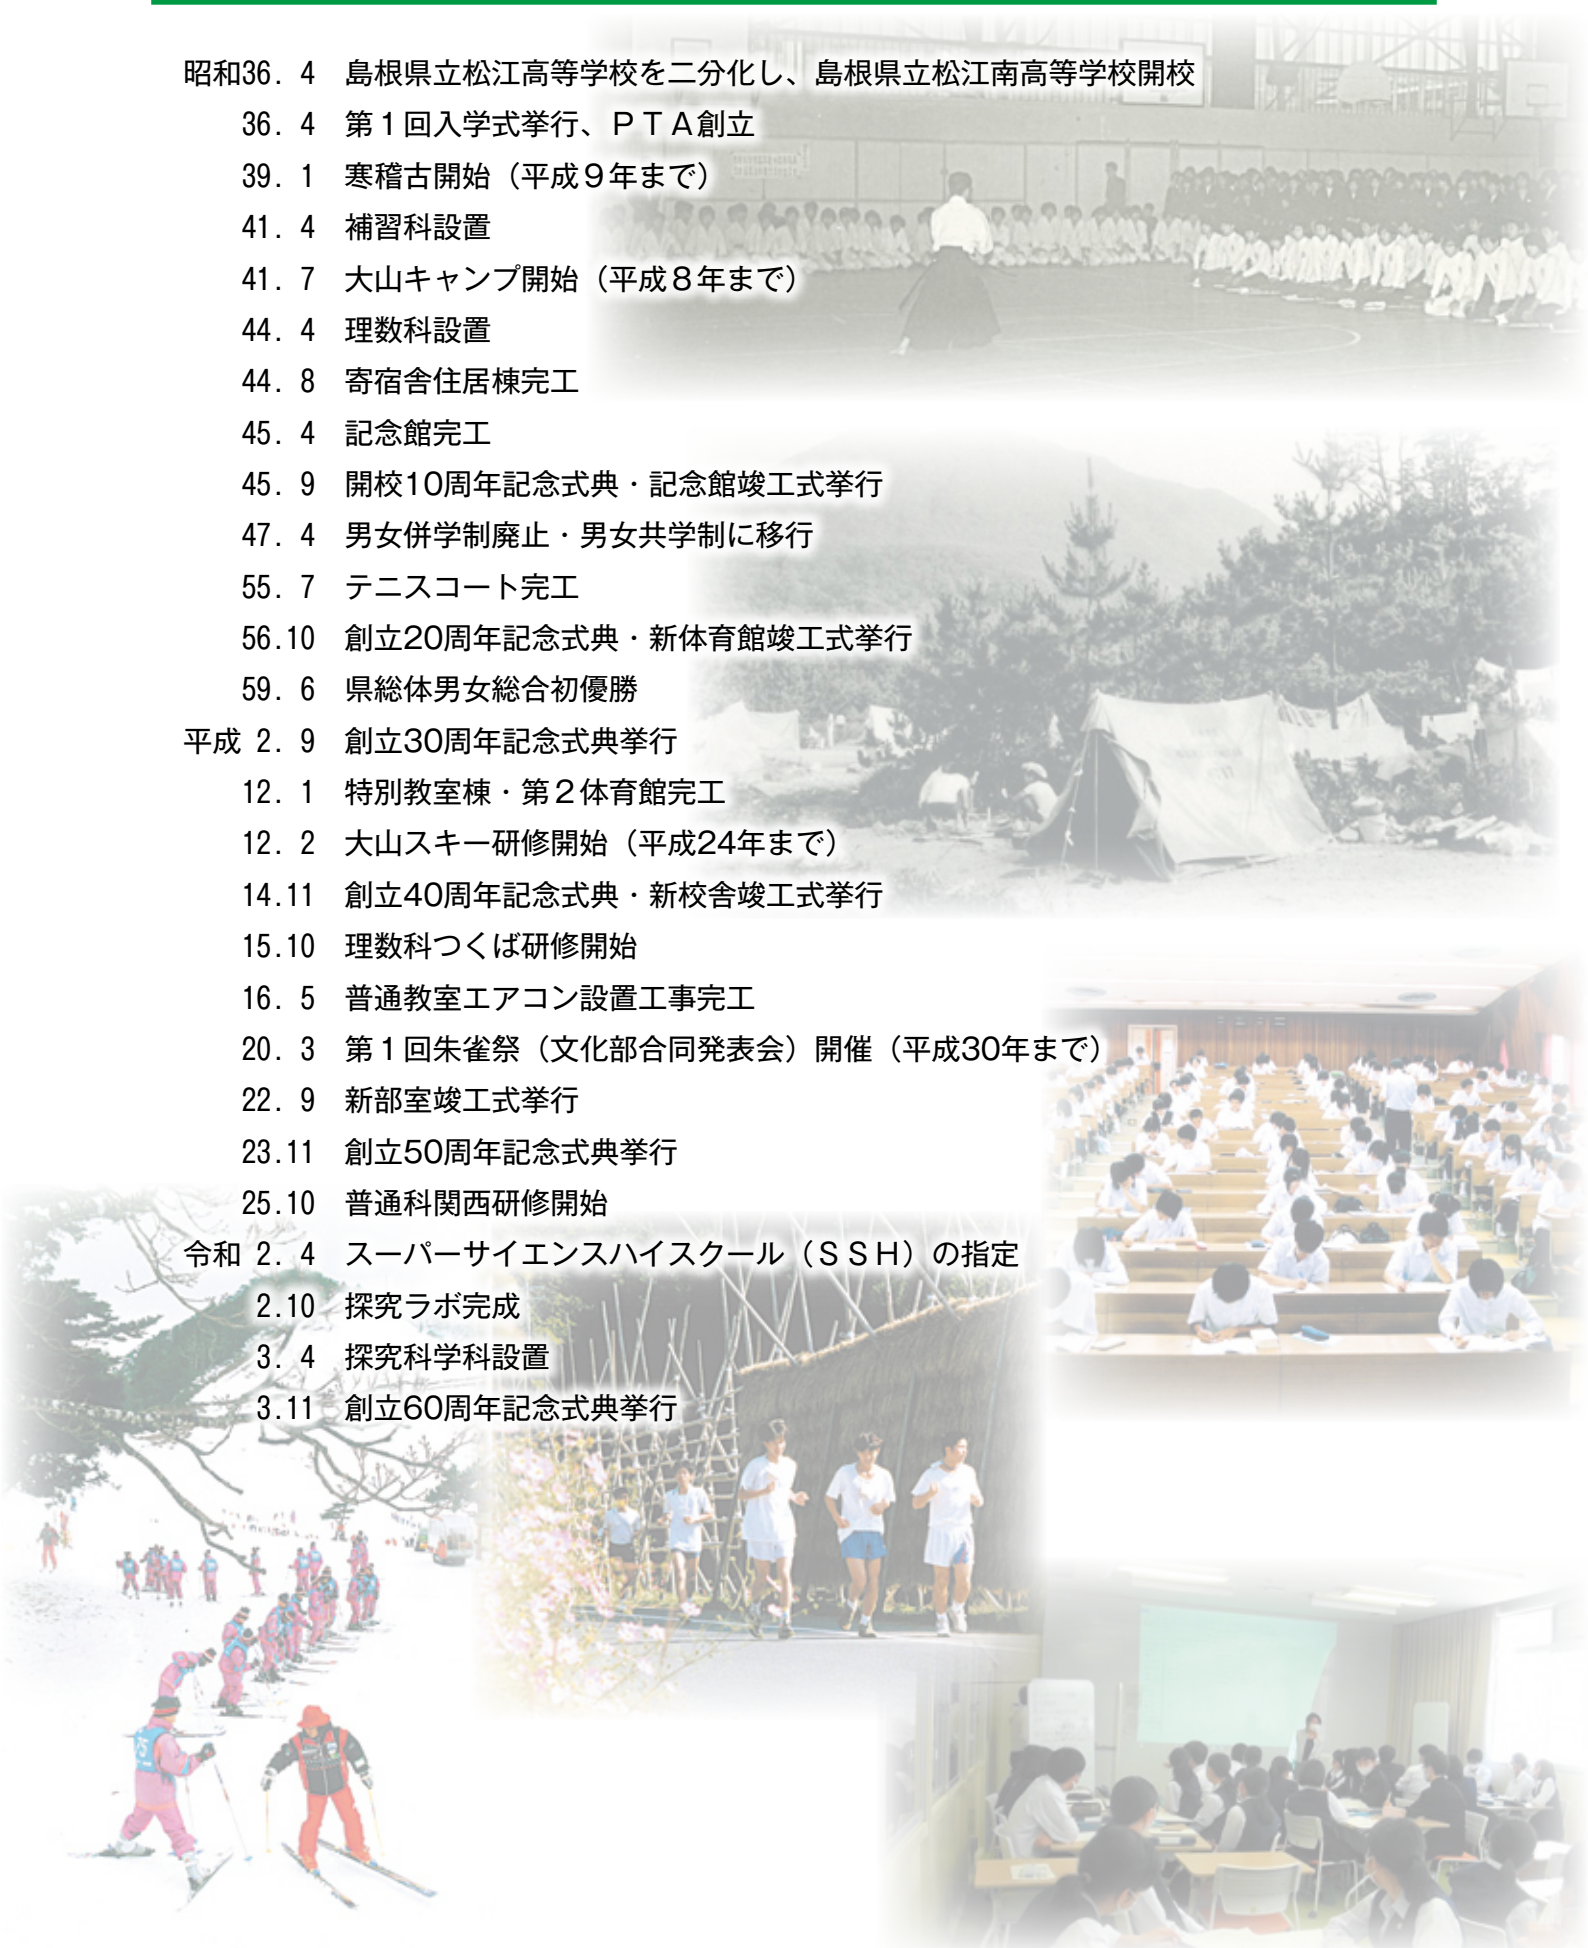 昭和36. 4 島根県立松江高等学校を二分化し、島根県立松江南高等学校開校
36. 4 第１回入学式挙行、ＰＴＡ創立
39. 1 寒稽古開始（平成９年まで）
41. 4 補習科設置
41. 7 大山キャンプ開始（平成８年まで）
44. 4 理数科設置
44. 8 寄宿舎住居棟完工
45. 4 記念館完工
45. 9 開校10周年記念式典・記念館竣工式挙行
47. 4 男女併学制廃止・男女共学制に移行
55. 7 テニスコート完工
56.10 創立20周年記念式典・新体育館竣工式挙行
59. 6 県総体男女総合初優勝
平成 2. 9 創立30周年記念式典挙行
12. 1 特別教室棟・第２体育館完工
12. 2 大山スキー研修開始（平成24年まで）
14.11 創立40周年記念式典・新校舎竣工式挙行
15.10 理数科つくば研修開始
16. 5 普通教室エアコン設置工事完工
20. 3 第１回朱雀祭（文化部合同発表会）開催（平成30年まで）
22. 9 新部室竣工式挙行
23.11 創立50周年記念式典挙行
25.10 普通科関西研修開始
令和 2. 4 スーパーサイエンスハイスクール（ＳＳＨ）の指定
2.10 探究ラボ完成
3. 4 探究科学科設置
3.11 創立60周年記念式典挙行